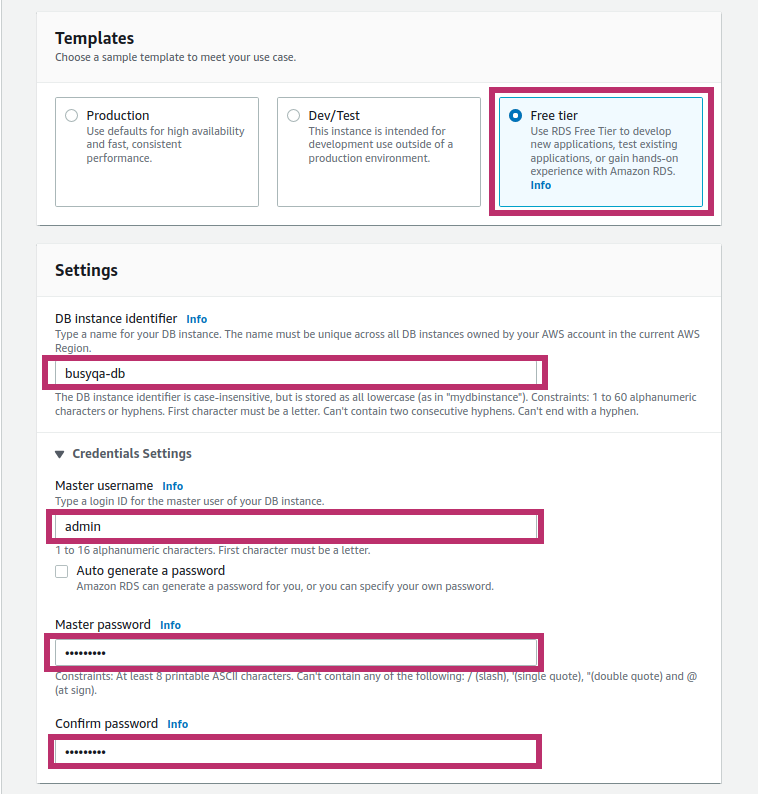 Templates
Choose a sample template to meet your use case.
Production
Use defaults for high availability
and fast, consistent
performance.
Dev/Test
This instance is intended for
development use outside of a
production environment.
Free tier
Use RDS Free Tier to develop
new applications, test existing
applications, or gain hands-on
experience with Amazon RDS.
Info
Settings
DB instance identifier Info
Type a name for your DB instance. The name must be unique across all DB instances owned by your AWS account in the current AWS
Region.
busyqa-db
The DB instance identifier is case-insensitive, but is stored as all lowercase (as in "mydbinstance"). Constraints: 1 to 60 alphanumeric
characters or hyphens. First character must be a letter. Can't contain two consecutive hyphens. Can't end with a hyphen.
Credentials Settings
Master username Info
Type a login ID for the master user of your DB instance.
admin
1 to 16 alphanumeric characters. First character must be a letter.
Auto generate a password
Amazon RDS can generate a password for you, or you can specify your own password.
Master password Info
•••••••••
Constraints: At least 8 printable ASCII characters. Can't contain any of the following: / (slash), '(single quote), "(double quote) and @
(at sign).
Confirm password Info
•••••••••